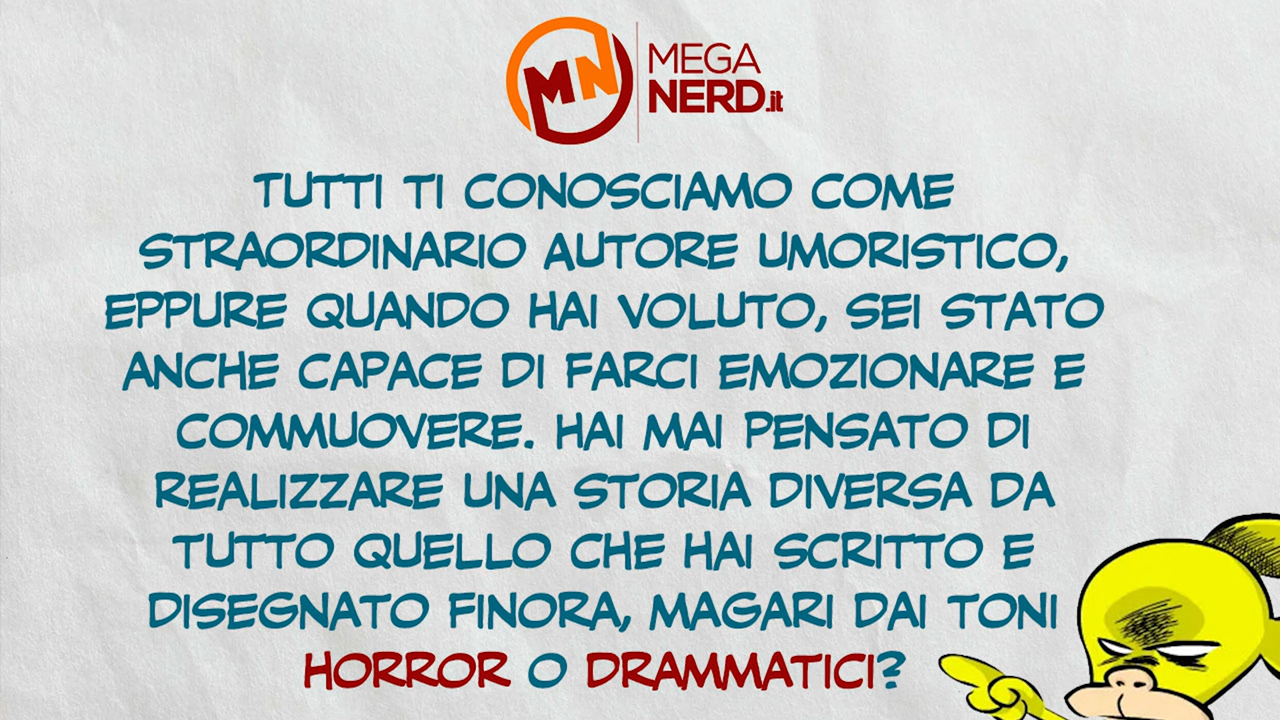 MN
MEGA
NERD.it
TUTTI TI CONOSCIAMO COME
STRAORDINARIO AUTORE UMORISTICO,
EPPURE QUANDO HAI VOLUTO, SEI STATO
ANCHE CAPACE DI FARCI EMOZIONARE E
COMMUOVERE. HAI MAI PENSATO DI
REALIZZARE UNA STORIA DIVERSA DA
TUTTO QUELLO CHE HAI SCRITTO E
DISEGNATO FINORA, MAGARI DAI TONI
HORROR O DRAMMATICI?